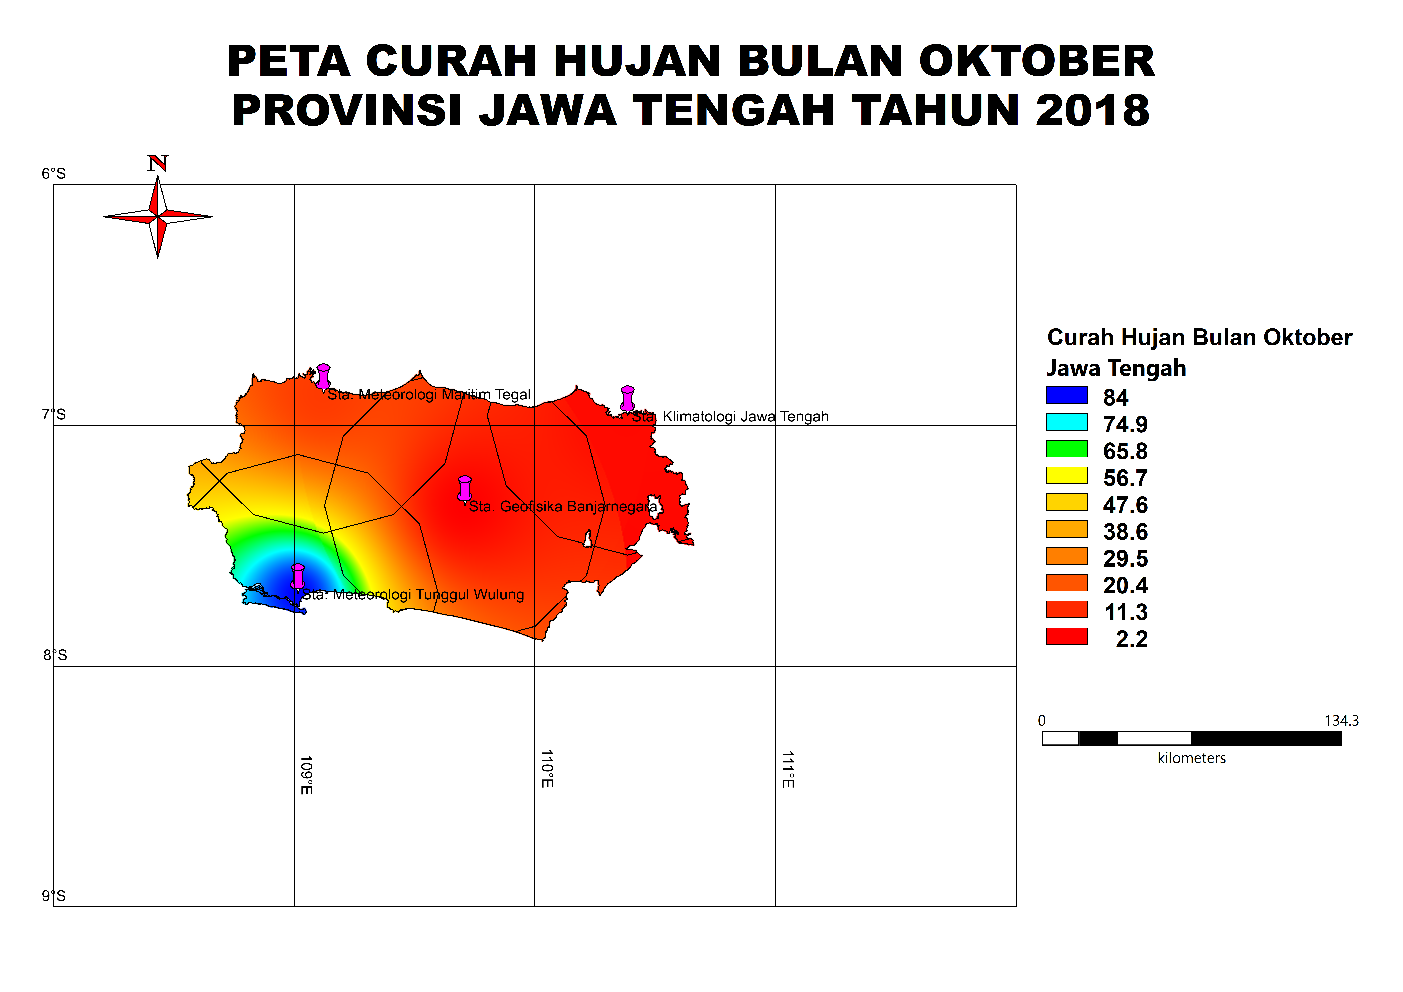 PETA CURAH HUJAN BULAN OKTOBER
PROVINSI JAWA TENGAH TAHUN 2018
N
6°S
7°S
8°S
9°S
109°E
110°E
111°E
Sta. Meteorologi Maritim Tegal
Sta. Klimatologi Jawa Tengah
Sta. Geofisika Banjarnegara
Sta. Meteorologi Tunggul Wulung
Curah Hujan Bulan Oktober
Jawa Tengah
84
74.9
65.8
56.7
47.6
38.6
29.5
20.4
11.3
2.2
0 134.3
kilometers